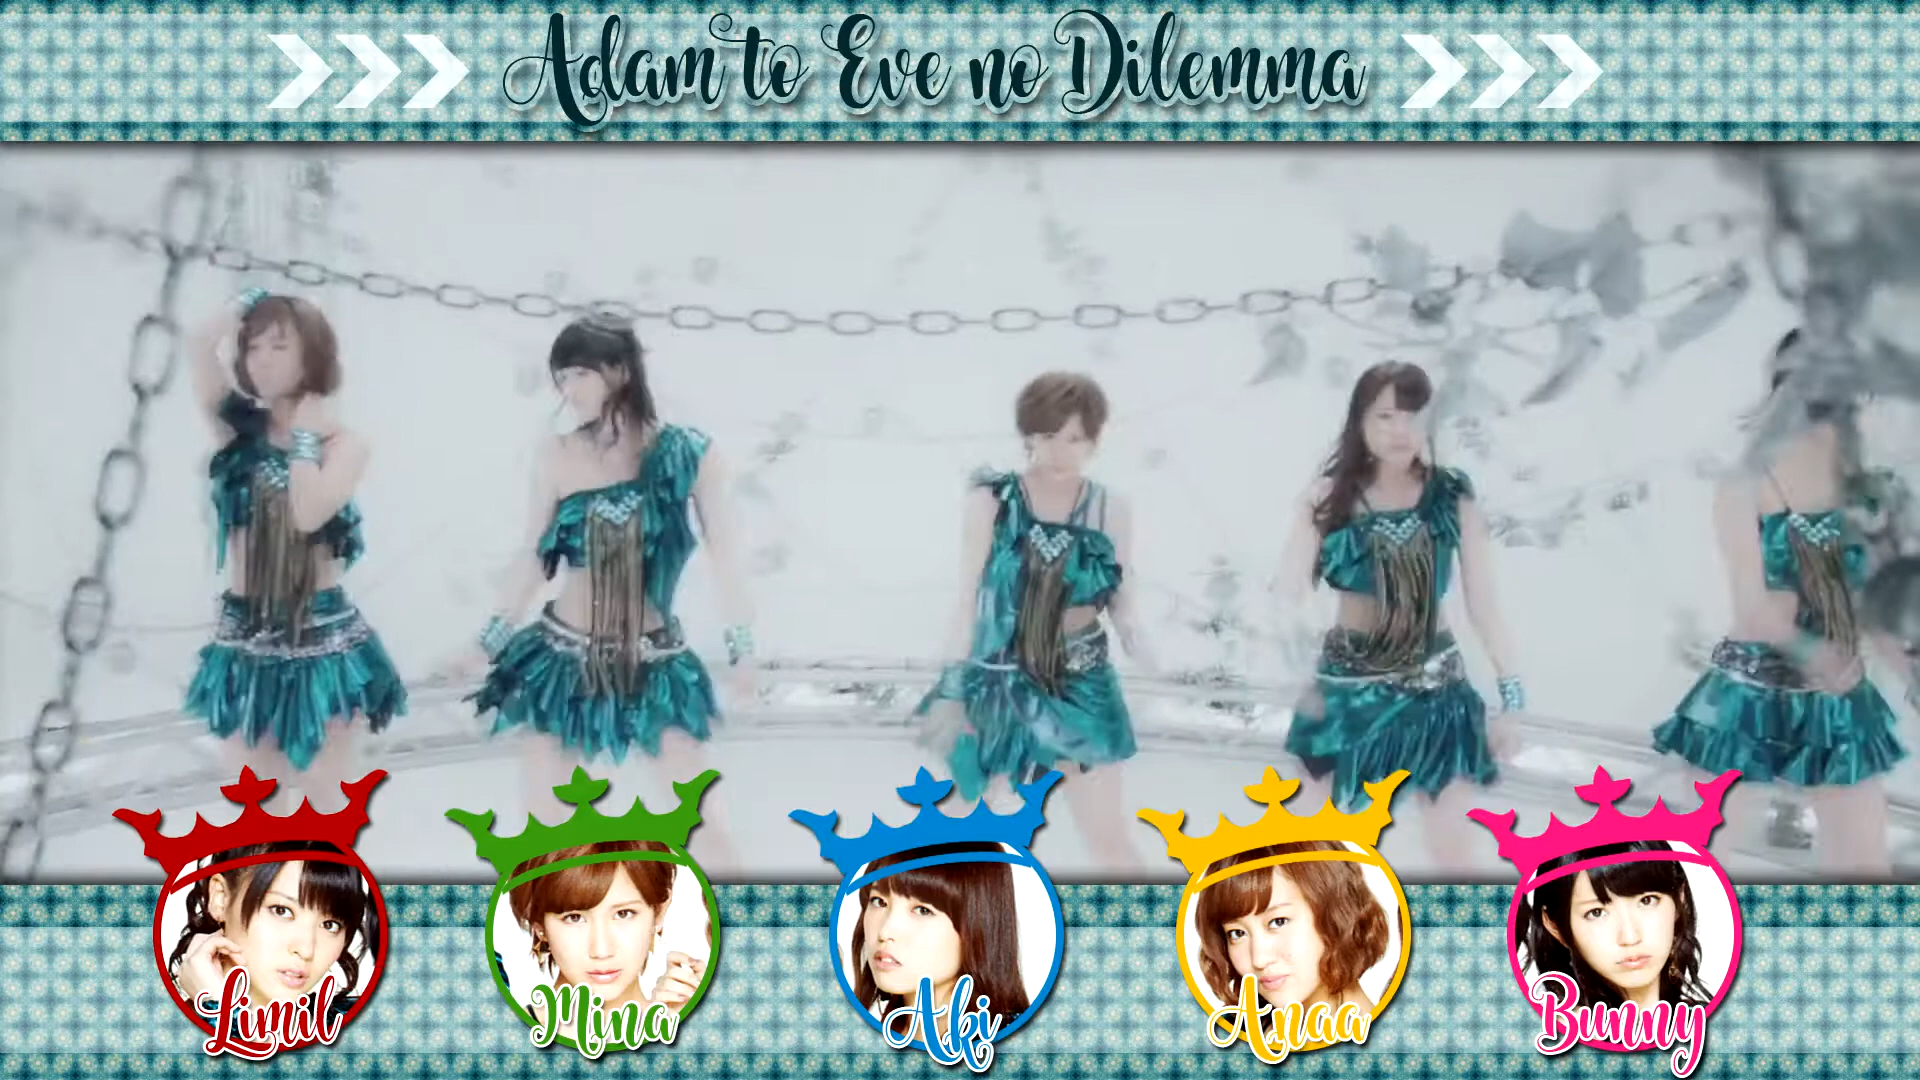 Adam to Eve no Dilemma
Limil
Mina
Aki
Anaa
Bunny